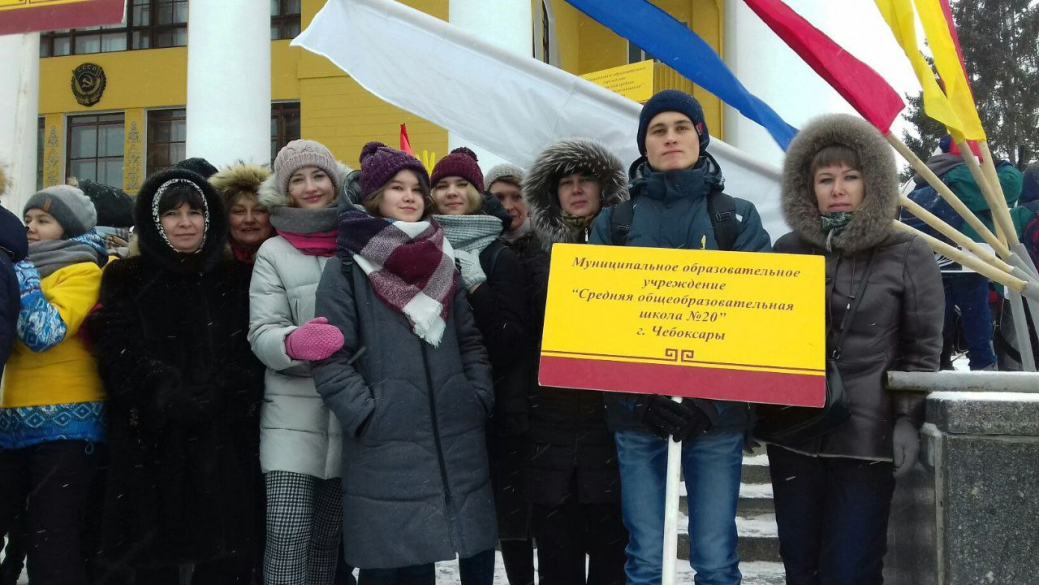 Муниципальное образовательное
учреждение
"Средняя общеобразовательная
школа №20"
г. Чебоксары